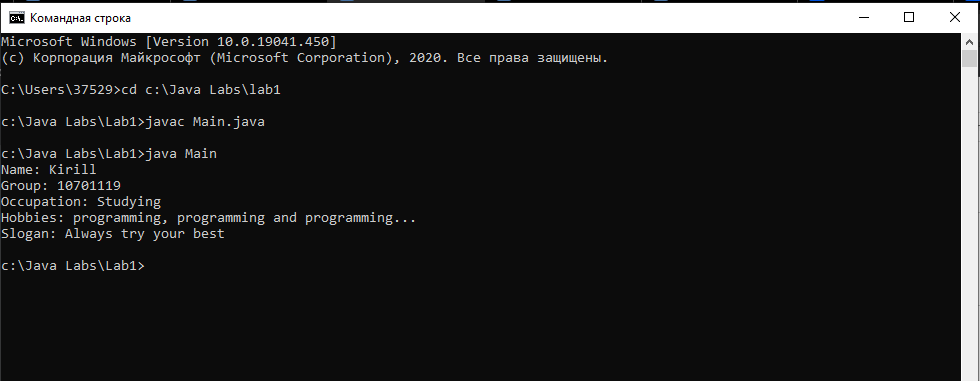 Командная строка
Microsoft Windows [Version 10.0.19041.450]
(c) Корпорация Майкрософт (Microsoft Corporation), 2020. Все права защищены.
C:\Users\37529>cd c:\Java Labs\lab1
c:\Java Labs\Lab1>javac Main.java
c:\Java Labs\Lab1>java Main
Name: Kirill
Group: 10701119
Occupation: Studying
Hobbies: programming, programming and programming...
Slogan: Always try your best
c:\Java Labs\Lab1>